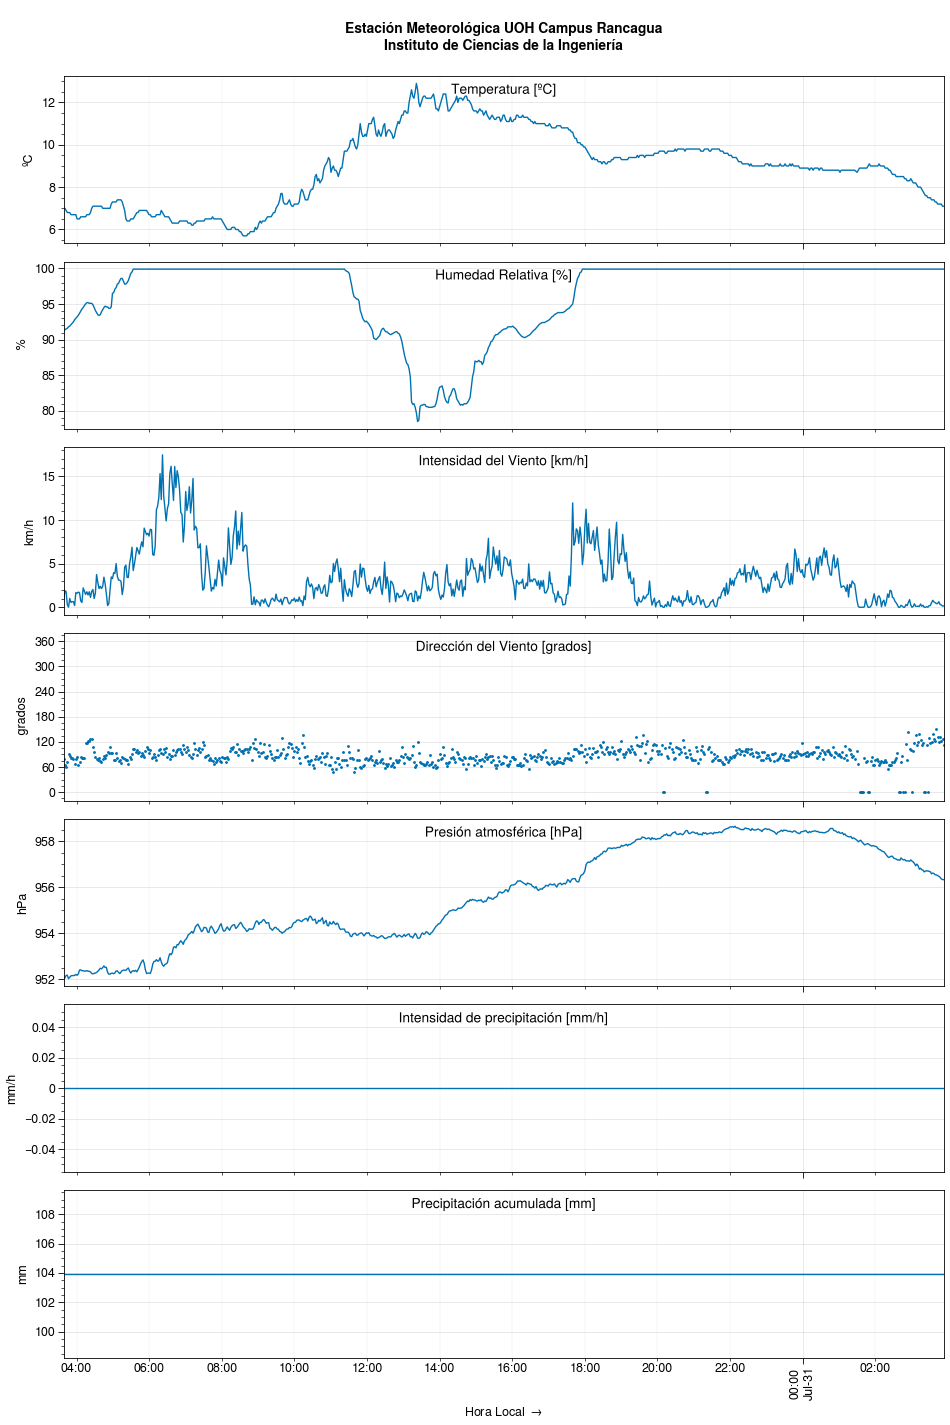 Estación Meteorológica UOH Campus Rancagua
Instituto de Ciencias de la Ingeniería
Temperatura [ºC]
ºC
12
10
8
6
Humedad Relativa [%]
%
100
95
90
85
80
Intensidad del Viento [km/h]
km/h
15
10
5
0
Dirección del Viento [grados]
grados
360
300
240
180
120
60
0
Presión atmosférica [hPa]
hPa
958
956
954
952
Intensidad de precipitación [mm/h]
mm/h
0.04
0.02
0
−0.02
−0.04
Precipitación acumulada [mm]
mm
108
106
104
102
100
04:00 06:00 08:00 10:00 12:00 14:00 16:00 18:00 20:00 22:00 00:00 02:00
Jul-31
Hora Local →